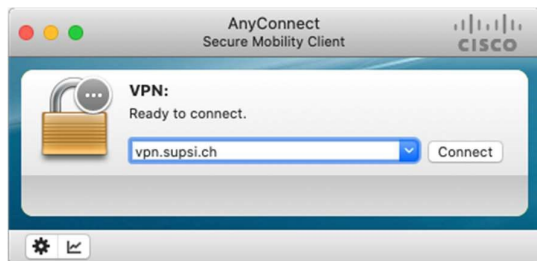 AnyConnect
Secure Mobility Client
CISCO
VPN:
Ready to connect.
vpn.supsi.ch
Connect